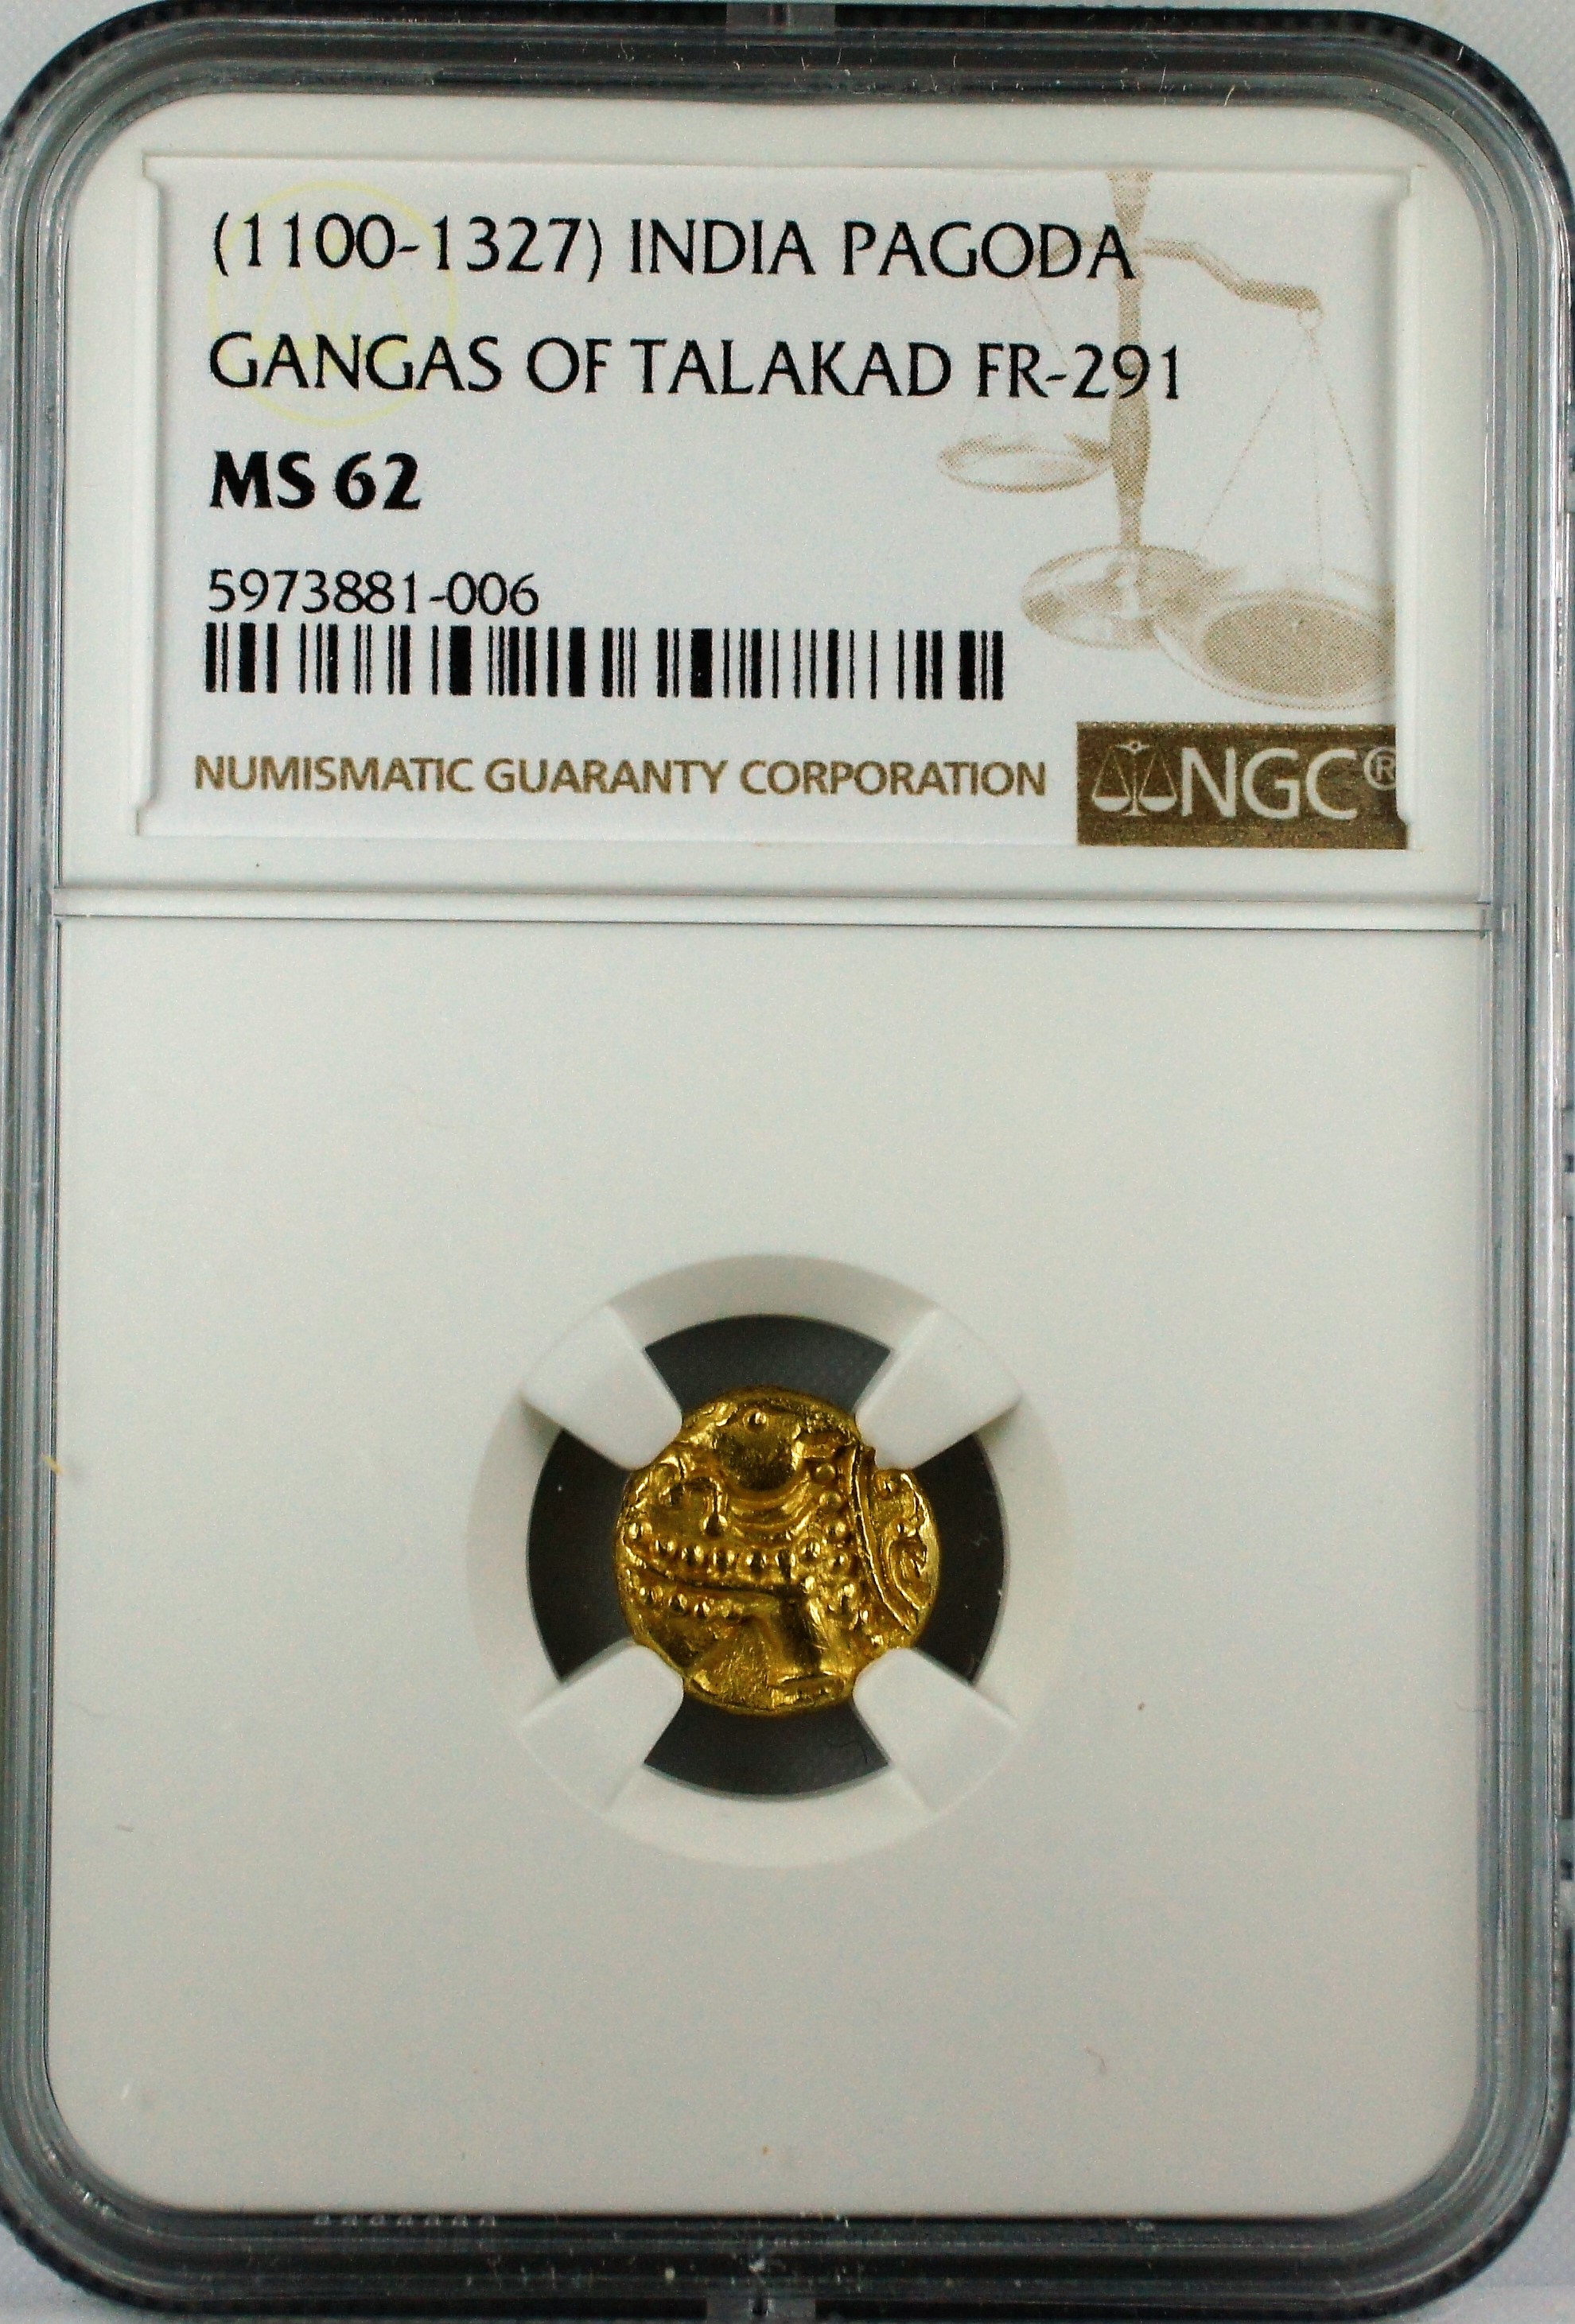 (1100-1327) INDIA PAGODA
GANGAS OF TALAKAD FR-291
MS 62
5973881-006
NUMISMATIC GUARANTY CORPORATION
NGC®